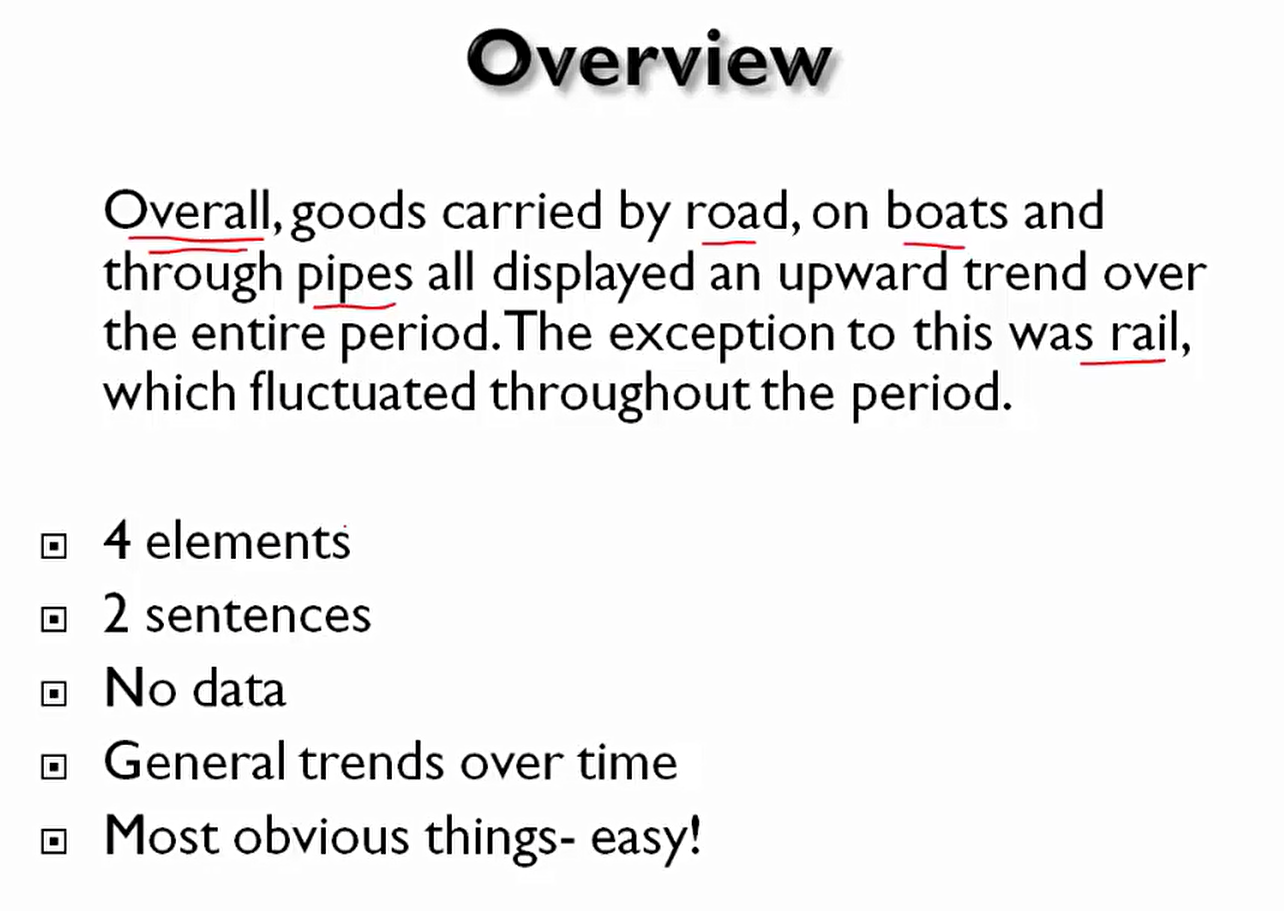 Overview
Overall, goods carried by road, on boats and
through pipes all displayed an upward trend over
the entire period. The exception to this was rail,
which fluctuated throughout the period.
4 elements
2 sentences
No data
General trends over time
Most obvious things- easy!